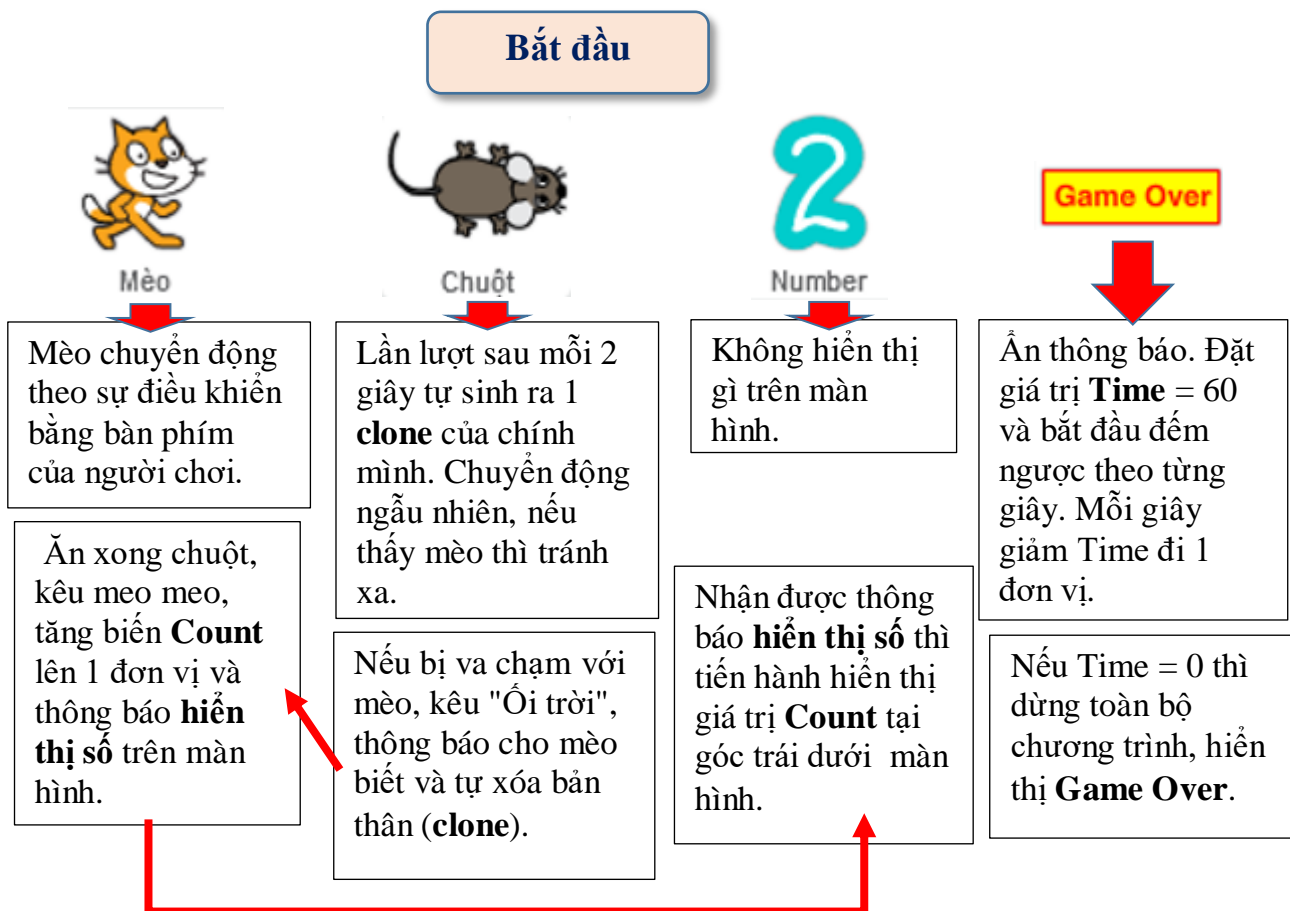 Bắt đầu
Mèo
Mèo chuyển động
theo sự điều khiển
bằng bàn phím
của người chơi.
Ăn xong chuột,
kêu meo meo,
tăng biến Count
lên 1 đơn vị và
thông báo hiển
thị số trên màn
hình.
Chuột
Lần lượt sau mỗi 2
giây tự sinh ra 1
clone của chính
mình. Chuyển động
ngẫu nhiên, nếu
thấy mèo thì tránh
xa.
Nếu bị va chạm với
mèo, kêu "Ối trời",
thông báo cho mèo
biết và tự xóa bản
thân (clone).
2
Number
Không hiển thị
gì trên màn
hình.
Nhận được thông
báo hiển thị số thì
tiến hành hiển thị
giá trị Count tại
góc trái dưới màn
hình.
Game Over
Ẩn thông báo. Đặt
giá trị Time = 60
và bắt đầu đếm
ngược theo từng
giây. Mỗi giây
giảm Time đi 1
đơn vị.
Nếu Time = 0 thì
dừng toàn bộ
chương trình, hiển
thị Game Over.